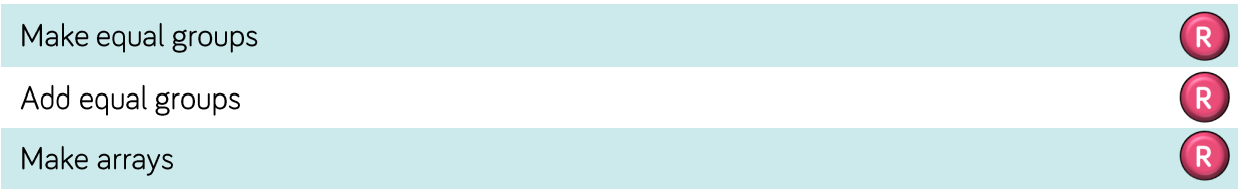 Make equal groups R
Add equal groups R
Make arrays R